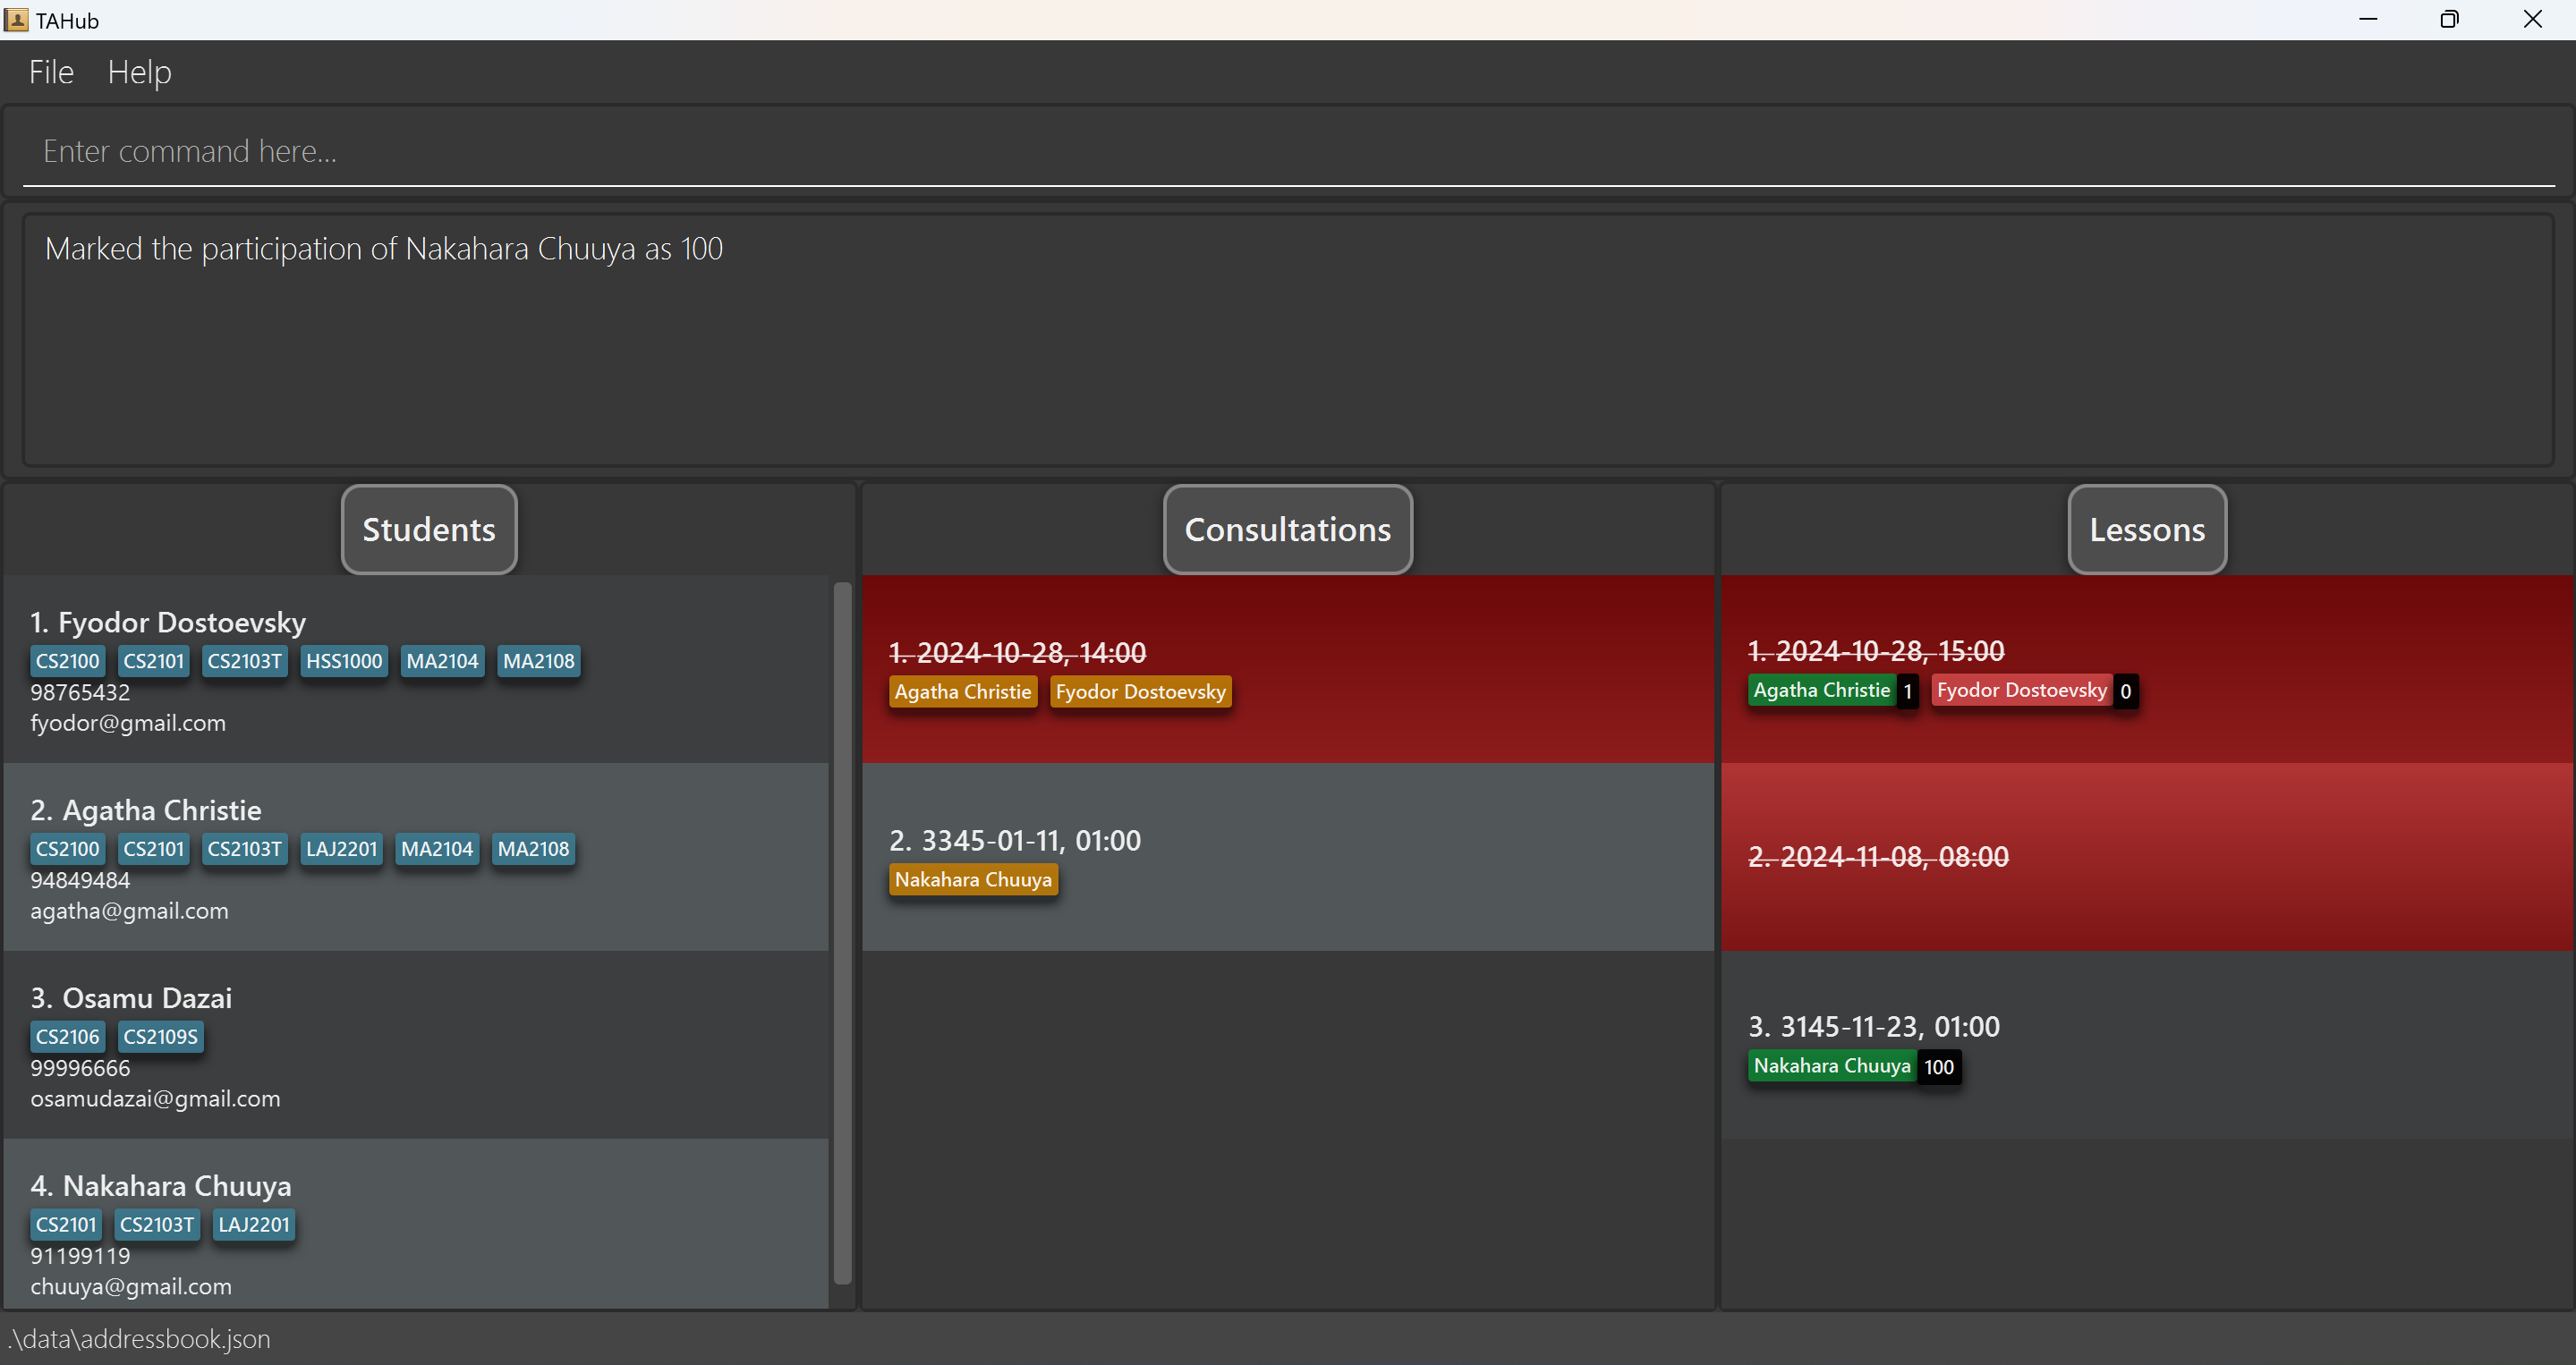 TAHub
File Help
Enter command here...
Marked the participation of Nakahara Chuuya as 100
Students
1. Fyodor Dostoevsky
CS2100 CS2101 CS2103T HSS1000 MA2104 MA2108
98765432
fyodor@gmail.com
2. Agatha Christie
CS2100 CS2101 CS2103T LAJ2201 MA2104 MA2108
94849484
agatha@gmail.com
3. Osamu Dazai
CS2106 CS2109S
99996666
osamudazai@gmail.com
4. Nakahara Chuuya
CS2101 CS2103T LAJ2201
91199119
chuuya@gmail.com
Consultations
1. 2024-10-28, 14:00
Agatha Christie Fyodor Dostoevsky
2. 3345-01-11, 01:00
Nakahara Chuuya
Lessons
1. 2024-10-28, 15:00
Agatha Christie 1 Fyodor Dostoevsky 0
2. 2024-11-08, 08:00
3. 3145-11-23, 01:00
Nakahara Chuuya 100
.\data\addressbook.json